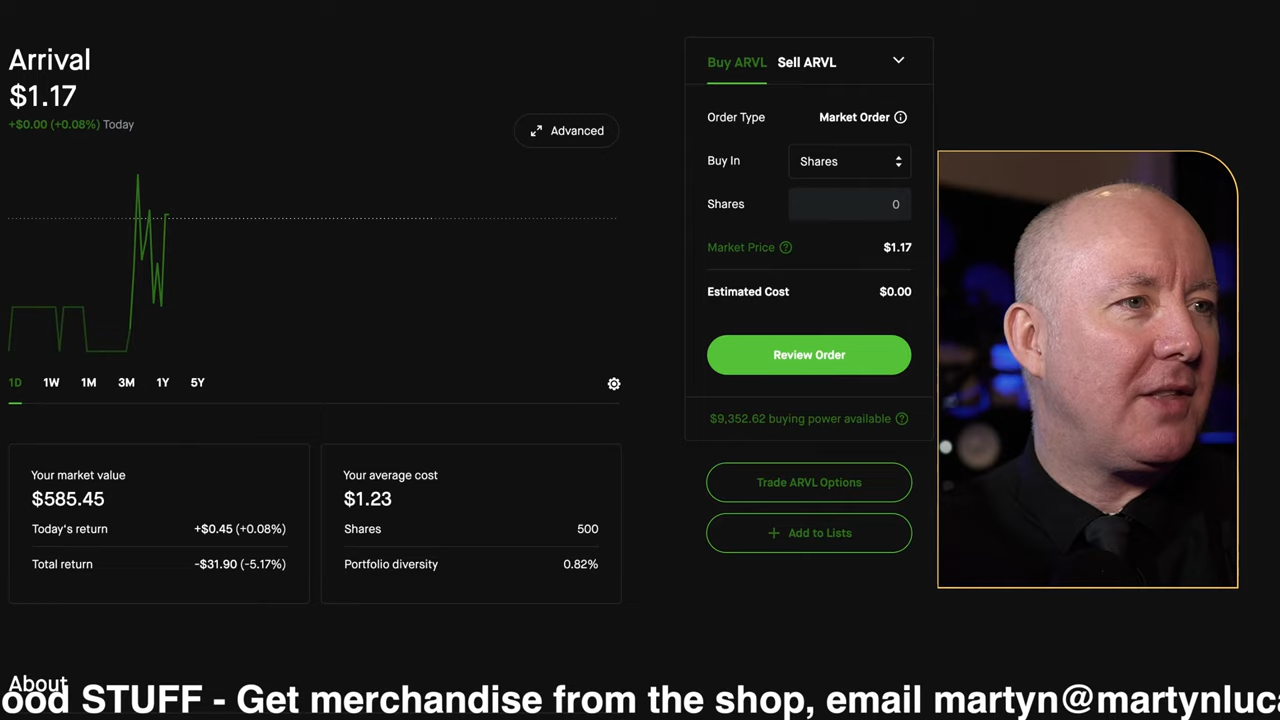 Arrival
$1.17
+$0.00 (+0.08%) Today
Advanced
1D 1W 1M 3M 1Y 5Y
Your market value
$585.45
Today's return +$0.45 (+0.08%)
Total return -$31.90 (-5.17%)
Your average cost
$1.23
Shares 500
Portfolio diversity 0.82%
Buy ARVL Sell ARVL
Order Type Market Order
Buy In Shares
Shares 0
Market Price $1.17
Estimated Cost $0.00
Review Order
$9,352.62 buying power available
Trade ARVL Options
+ Add to Lists
About
ood STUFF - Get merchandise from the shop, email martyn@martynluca